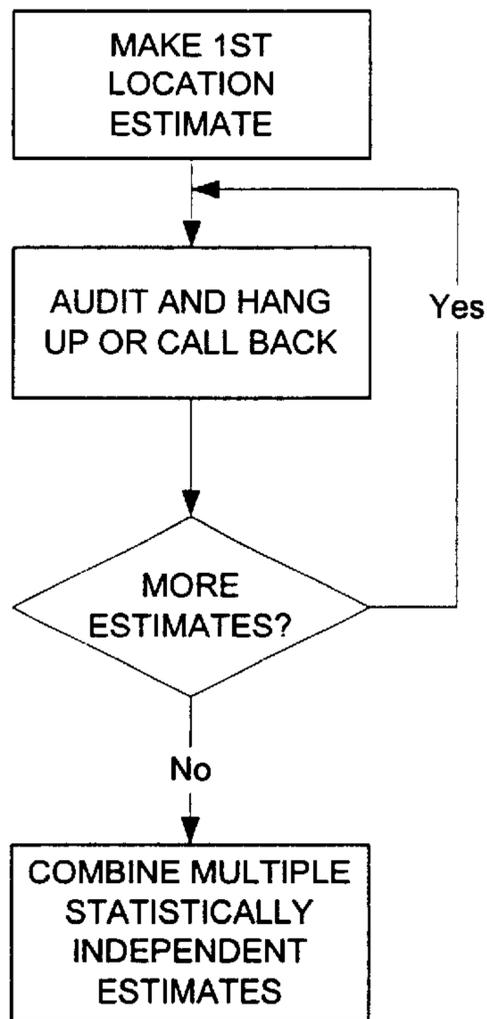 MAKE 1ST
LOCATION
ESTIMATE
AUDIT AND HANG
UP OR CALL BACK
Yes
MORE
ESTIMATES?
No
COMBINE MULTIPLE
STATISTICALLY
INDEPENDENT
ESTIMATES